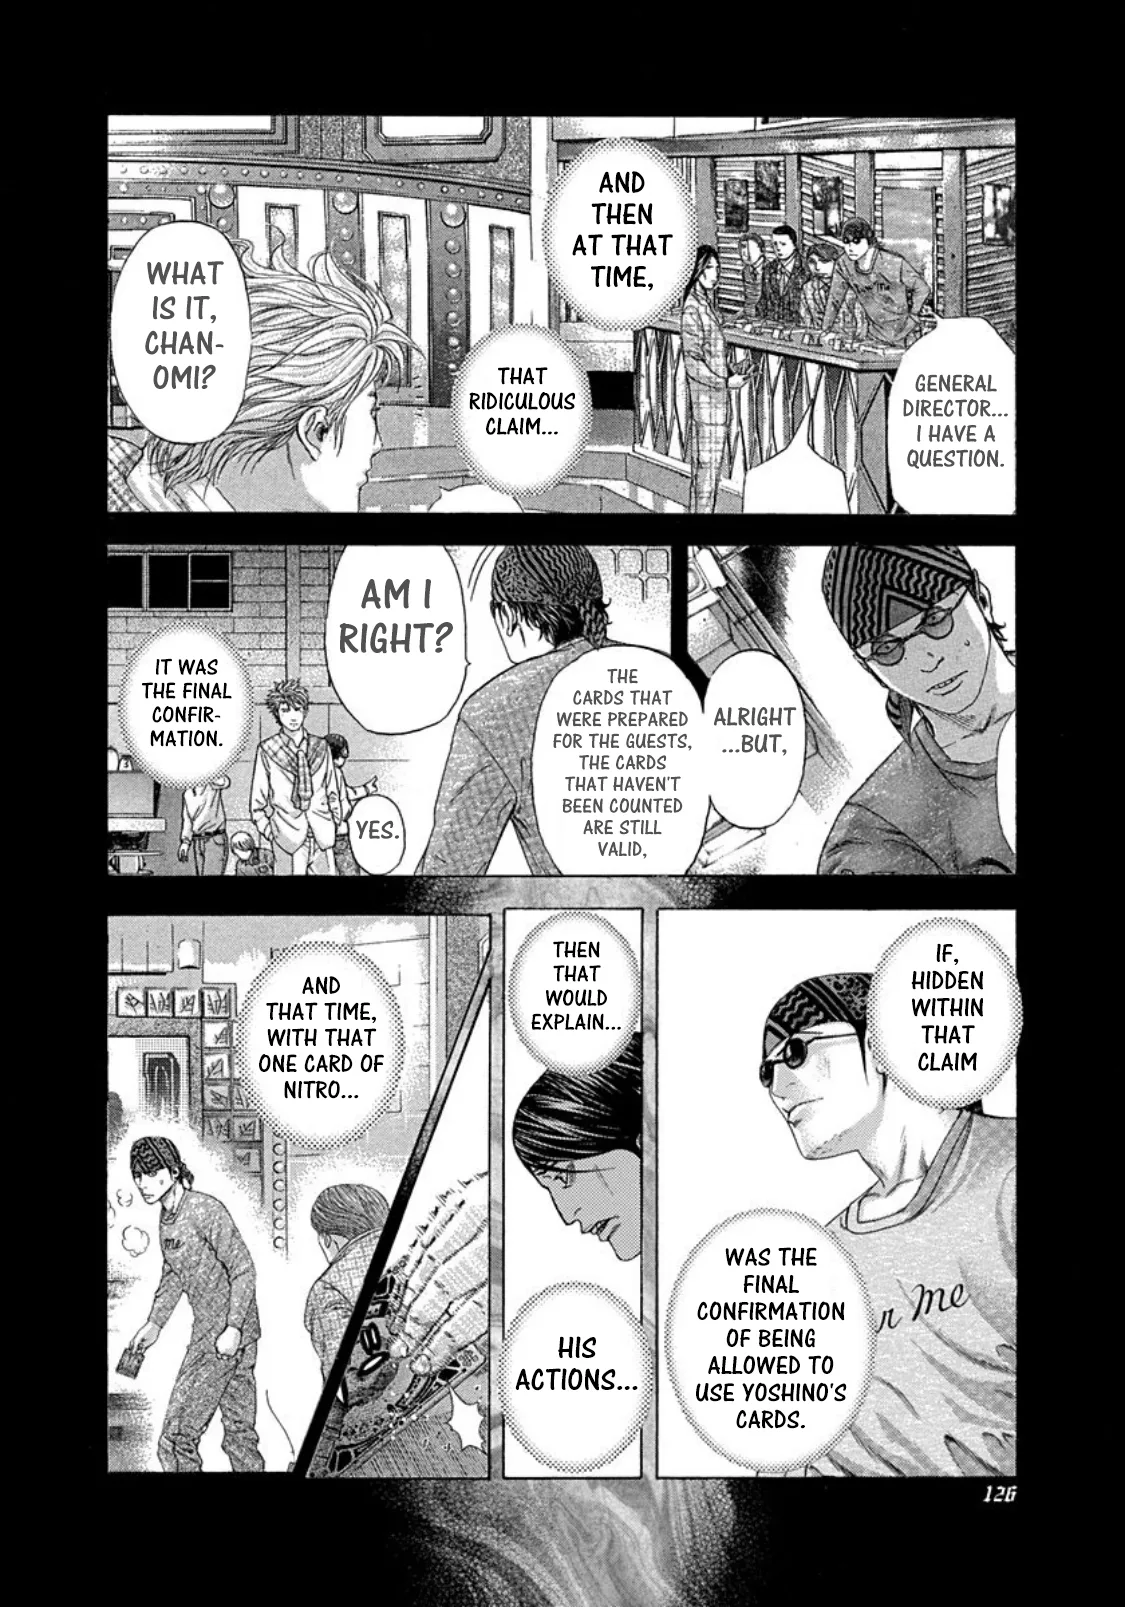 AND
THEN
AT THAT
TIME,
GENERAL
DIRECTOR...
I HAVE A
QUESTION.
THAT
RIDICULOUS
CLAIM...
WHAT
IS IT,
CHAN-
OMI?
ALRIGHT
...BUT,
THE
CARDS THAT
WERE PREPARED
FOR THE GUESTS,
THE CARDS
THAT HAVEN'T
BEEN COUNTED
ARE STILL
VALID,
AM I
RIGHT?
YES.
IT WAS
THE FINAL
CONFIR-
MATION.
IF,
HIDDEN
WITHIN
THAT
CLAIM
WAS THE
FINAL
CONFIRMATION
OF BEING
ALLOWED TO
USE YOSHINO'S
CARDS.
r me
THEN
THAT
WOULD
EXPLAIN...
HIS
ACTIONS...
AND
THAT TIME,
WITH THAT
ONE CARD OF
NITRO...
me
126